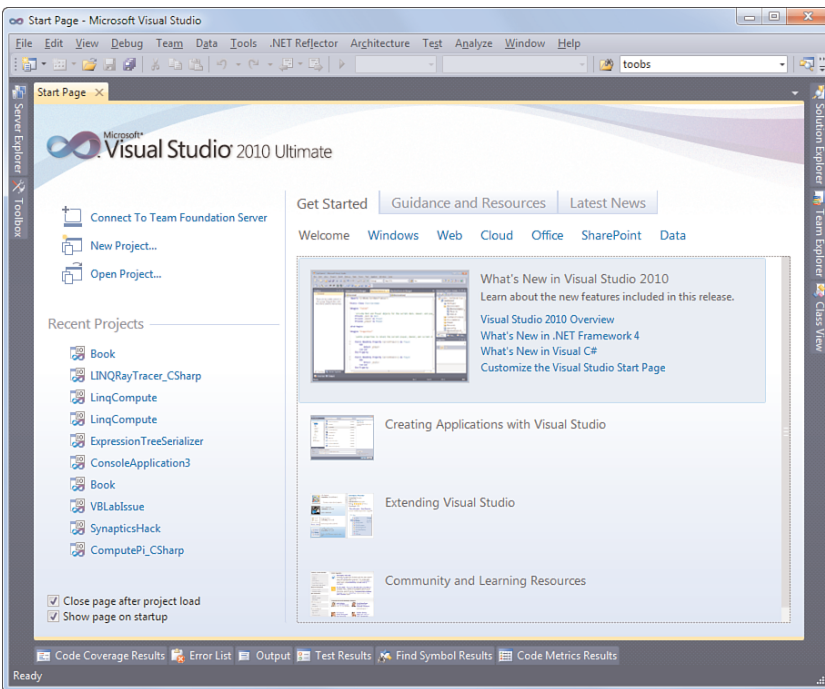 Start Page - Microsoft Visual Studio
File Edit View Debug Team Data Tools .NET Reflector Architecture Test Analyze Window Help
toobs
Start Page
Server Explorer
Toolbox
Solution Explorer
Team Explorer
Class View
Microsoft®
Visual Studio® 2010 Ultimate
Connect To Team Foundation Server
New Project...
Open Project...
Recent Projects
Book
LINQRayTracer_CSharp
LinqCompute
LinqCompute
ExpressionTreeSerializer
ConsoleApplication3
Book
VBLabIssue
SynapticsHack
ComputePi_CSharp
Close page after project load
Show page on startup
Get Started Guidance and Resources Latest News
Welcome Windows Web Cloud Office SharePoint Data
What's New in Visual Studio 2010
Learn about the new features included in this release.
Visual Studio 2010 Overview
What's New in .NET Framework 4
What's New in Visual C#
Customize the Visual Studio Start Page
Creating Applications with Visual Studio
Extending Visual Studio
Community and Learning Resources
Code Coverage Results Error List Output Test Results Find Symbol Results Code Metrics Results
Ready